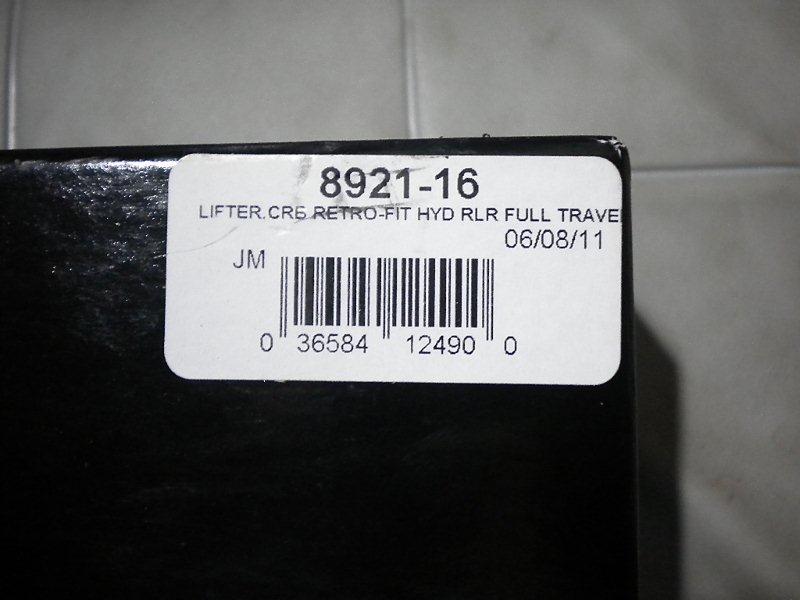 8921-16
LIFTER, CRB RETRO-FIT HYD RLR FULL TRAVE
06/08/11
JM
0 36584 12490 0